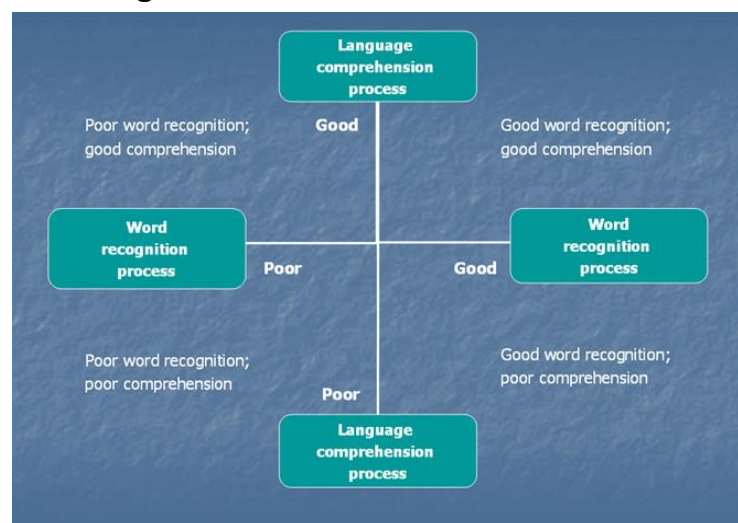 Language
comprehension
process
Good
Poor word recognition;
good comprehension
Good word recognition;
good comprehension
Word
recognition
process
Poor
Good
Word
recognition
process
Poor word recognition;
poor comprehension
Good word recognition;
poor comprehension
Poor
Language
comprehension
process